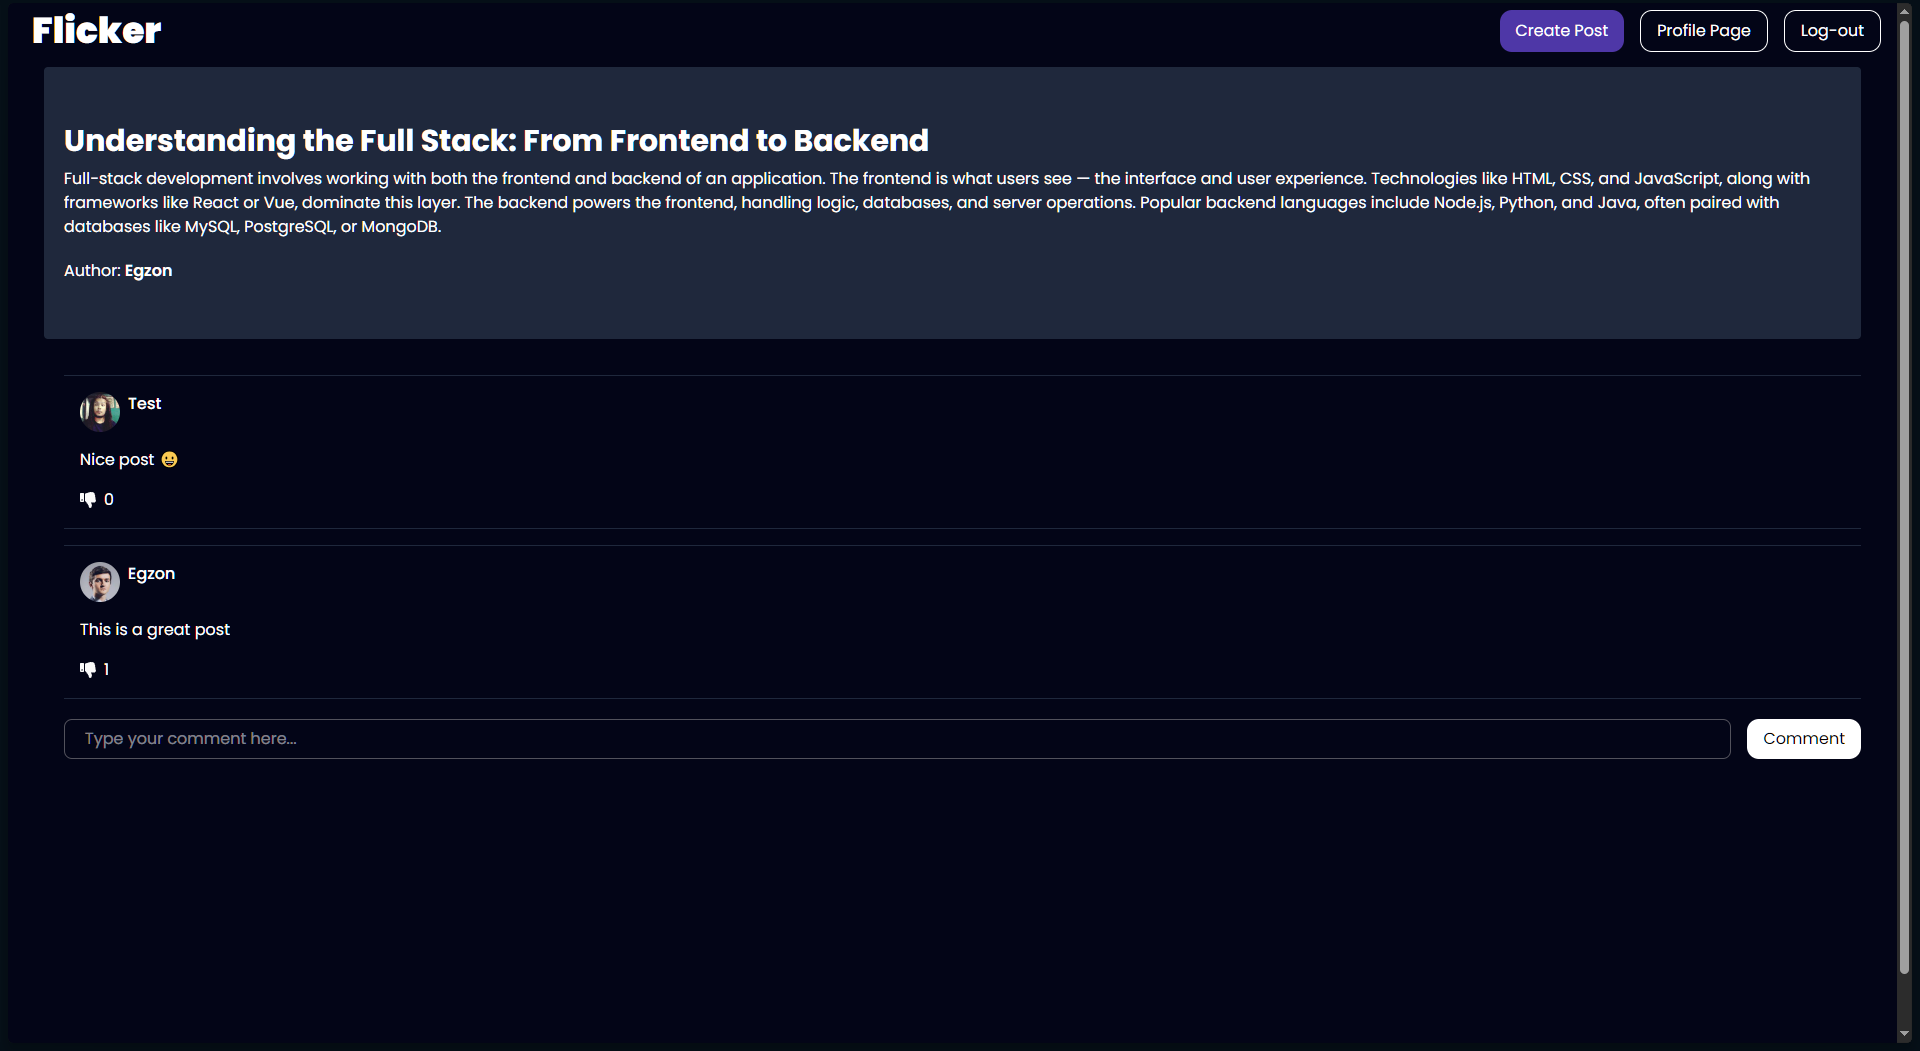 Flicker
Create Post
Profile Page
Log-out
Understanding the Full Stack: From Frontend to Backend
Full-stack development involves working with both the frontend and backend of an application. The frontend is what users see — the interface and user experience. Technologies like HTML, CSS, and JavaScript, along with
frameworks like React or Vue, dominate this layer. The backend powers the frontend, handling logic, databases, and server operations. Popular backend languages include Node.js, Python, and Java, often paired with
databases like MySQL, PostgreSQL, or MongoDB.
Author: Egzon
Test
Nice post 😀
0
Egzon
This is a great post
1
Type your comment here...
Comment